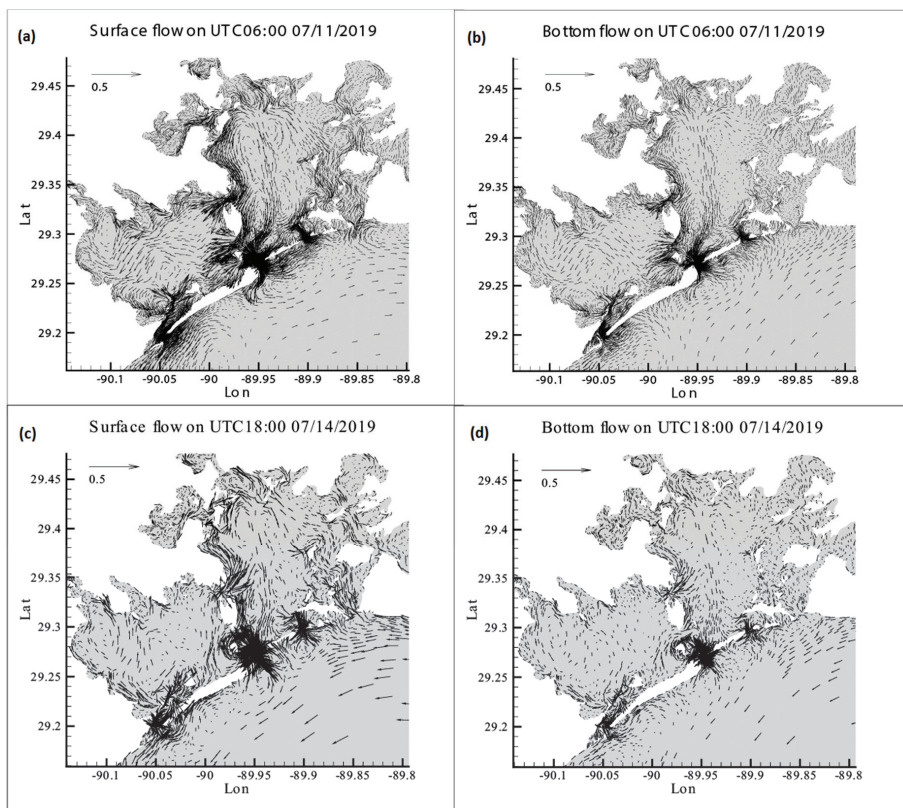 (a)
Surface flow on UTC06:00 07/11/2019
0.5
29.45
29.4
29.35
29.3
29.25
29.2
Lat
-90.1 -90.05 -90 -89.95 -89.9 -89.85 -89.8
Lon
(b)
Bottom flow on UTC06:00 07/11/2019
0.5
29.45
29.4
29.35
29.3
29.25
29.2
Lat
-90.1 -90.05 -90 -89.95 -89.9 -89.85 -89.8
Lon
(c)
Surface flow on UTC18:00 07/14/2019
0.5
29.45
29.4
29.35
29.3
29.25
29.2
Lat
-90.1 -90.05 -90 -89.95 -89.9 -89.85 -89.8
Lon
(d)
Bottom flow on UTC18:00 07/14/2019
0.5
29.45
29.4
29.35
29.3
29.25
29.2
Lat
-90.1 -90.05 -90 -89.95 -89.9 -89.85 -89.8
Lon